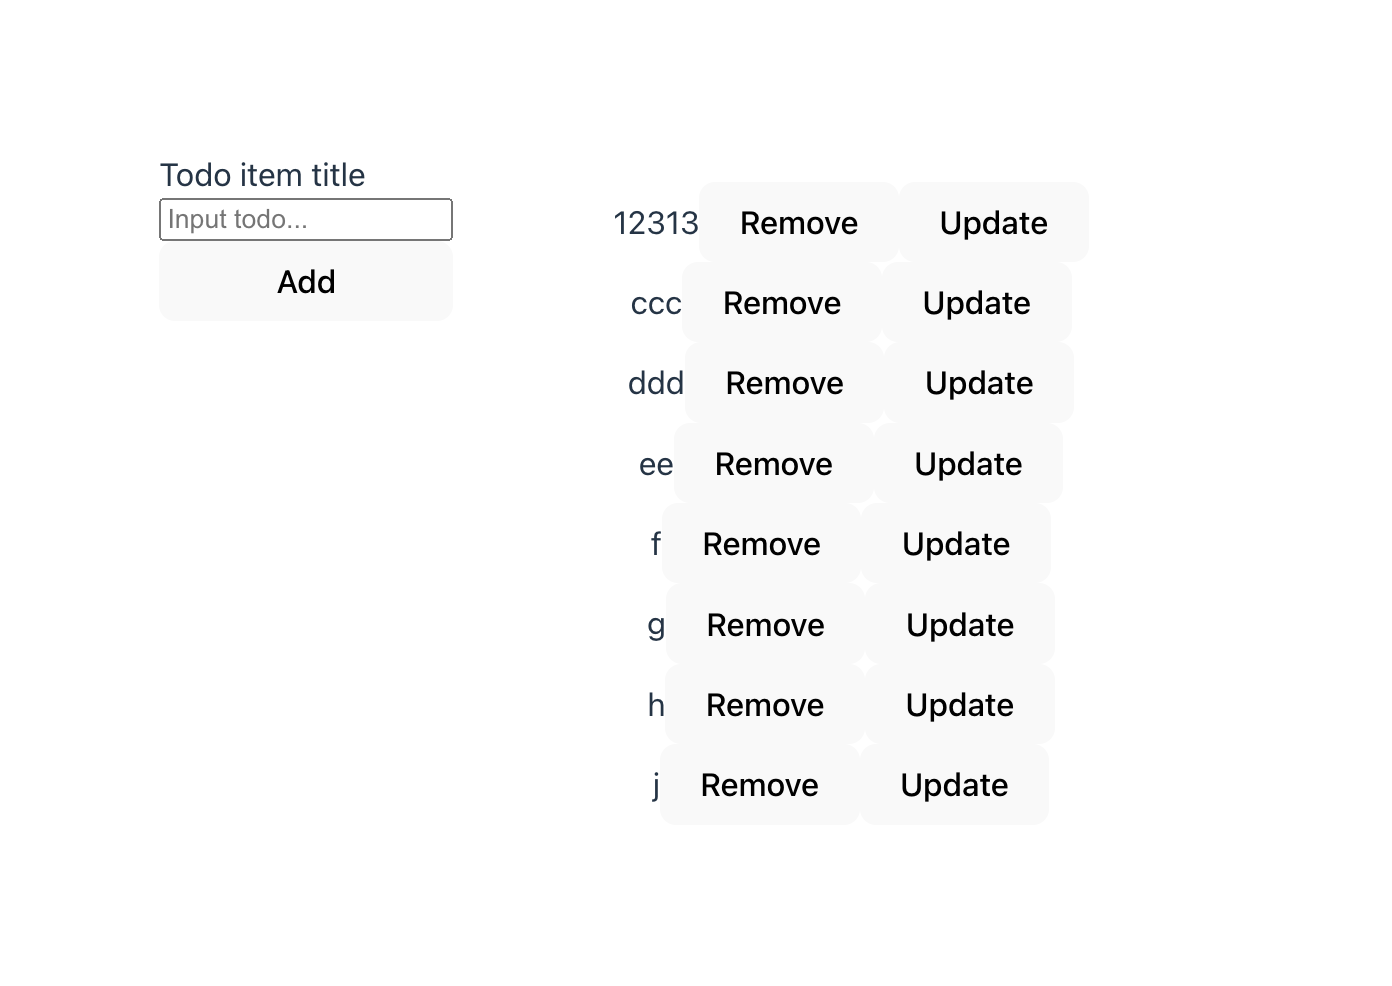 Todo item title
Input todo...
Add
12313 Remove Update
ccc Remove Update
ddd Remove Update
ee Remove Update
f Remove Update
g Remove Update
h Remove Update
j Remove Update